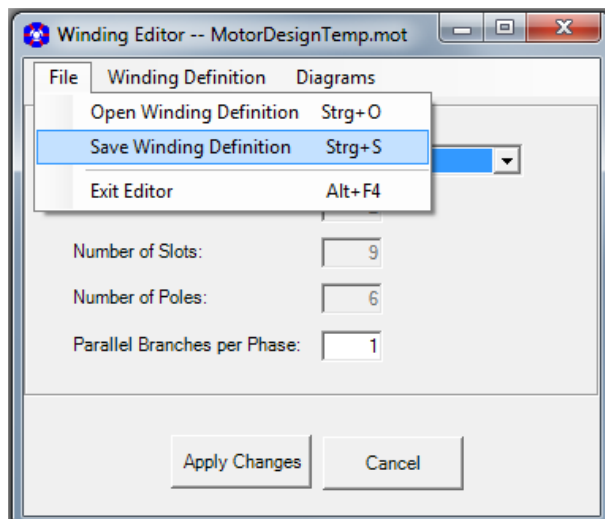 Winding Editor -- MotorDesignTemp.mot
File Winding Definition Diagrams
Open Winding Definition Strg+O
Save Winding Definition Strg+S
Exit Editor Alt+F4
Number of Slots: 9
Number of Poles: 6
Parallel Branches per Phase: 1
Apply Changes Cancel